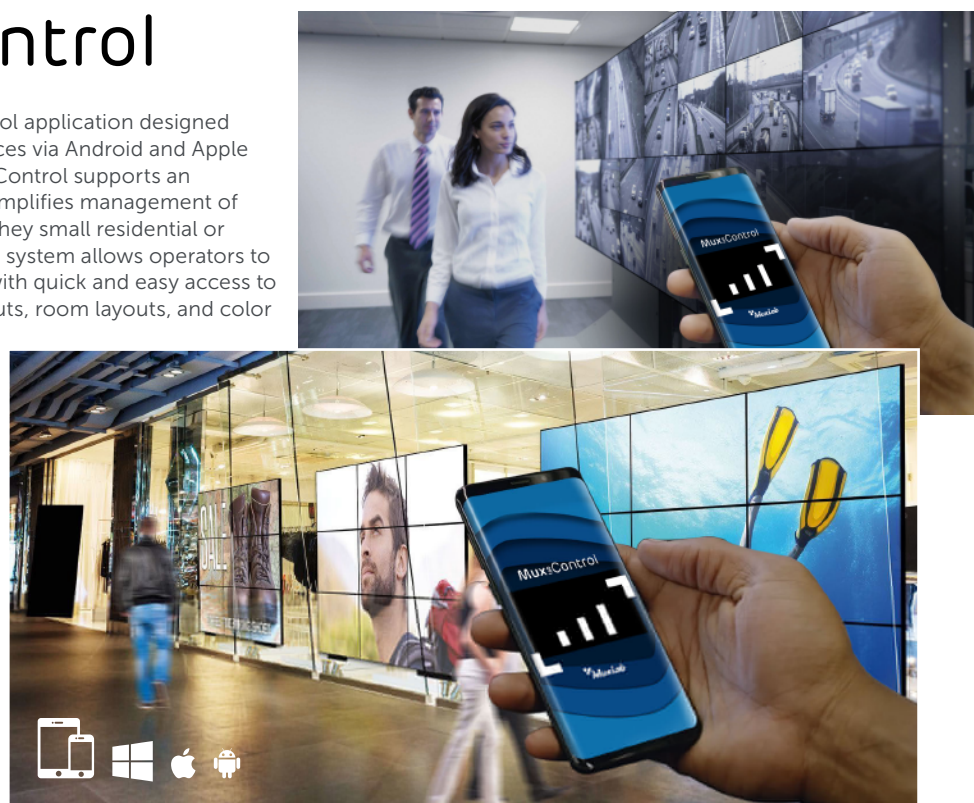 ntrol
ol application designed
ces via Android and Apple
Control supports an
mplifies management of
hey small residential or
system allows operators to
with quick and easy access to
uts, room layouts, and color
MuxControl
MuxLab
MuxControl
MuxLab